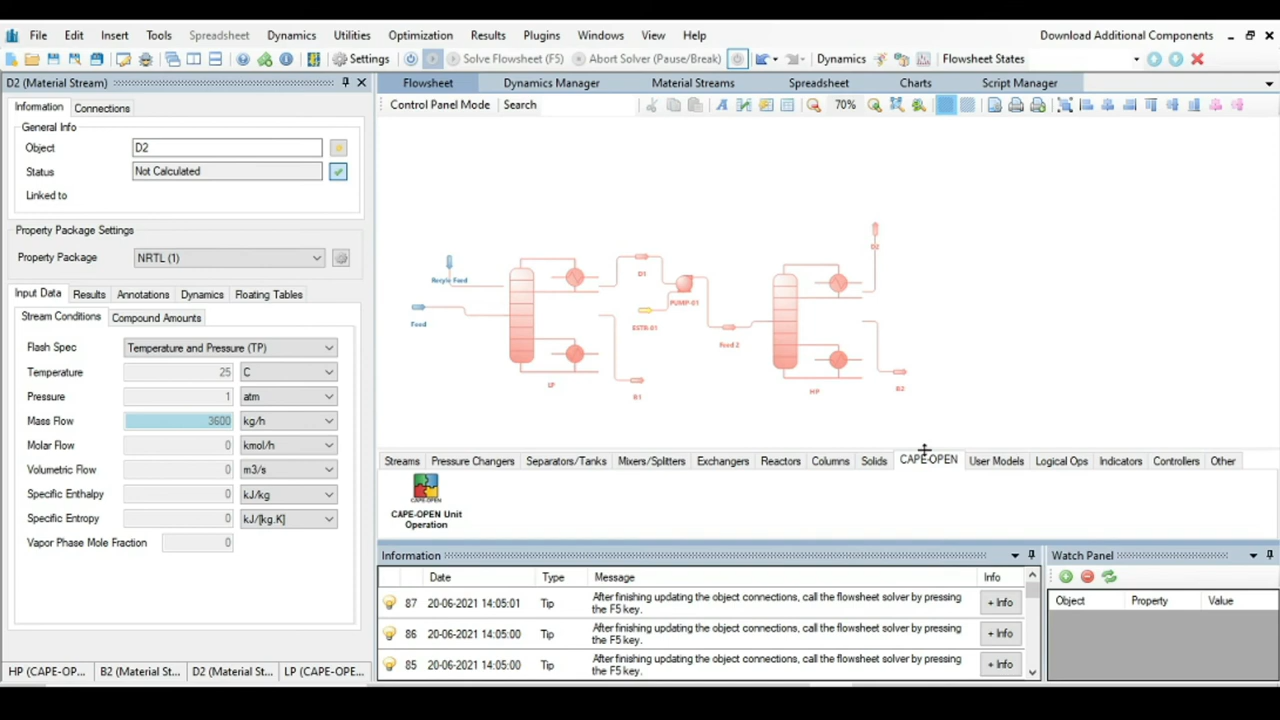 File Edit Insert Tools Spreadsheet Dynamics Utilities Optimization Results Plugins Windows View Help Download Additional Components
Settings Solve Flowsheet (F5) Abort Solver (Pause/Break) Dynamics Flowsheet States
D2 (Material Stream)
Flowsheet Dynamics Manager Material Streams Spreadsheet Charts Script Manager
Information Connections
Control Panel Mode Search 70%
General Info
Object D2
Status Not Calculated
Linked to
Property Package Settings
Property Package NRTL (1)
Input Data Results Annotations Dynamics Floating Tables
Stream Conditions Compound Amounts
Flash Spec Temperature and Pressure (TP)
Temperature 25 C
Pressure 1 atm
Mass Flow 3600 kg/h
Molar Flow 0 kmol/h
Volumetric Flow 0 m3/s
Specific Enthalpy 0 kJ/kg
Specific Entropy 0 kJ/[kg.K]
Vapor Phase Mole Fraction 0
HP (CAPE-OP... B2 (Material St... D2 (Material St... LP (CAPE-OPE...
D2
Recyle Feed
D1
PUMP-01
Feed
ESTR-01
Feed 2
LP
B1
HP
B2
Streams Pressure Changers Separators/Tanks Mixers/Splitters Exchangers Reactors Columns Solids CAPE-OPEN User Models Logical Ops Indicators Controllers Other
CAPE-OPEN
CAPE-OPEN Unit
Operation
Information
Date Type Message Info
87 20-06-2021 14:05:01 Tip After finishing updating the object connections, call the flowsheet solver by pressing
the F5 key. + Info
86 20-06-2021 14:05:00 Tip After finishing updating the object connections, call the flowsheet solver by pressing
the F5 key. + Info
85 20-06-2021 14:05:00 Tip After finishing updating the object connections, call the flowsheet solver by pressing
the F5 key. + Info
Watch Panel
Object Property Value